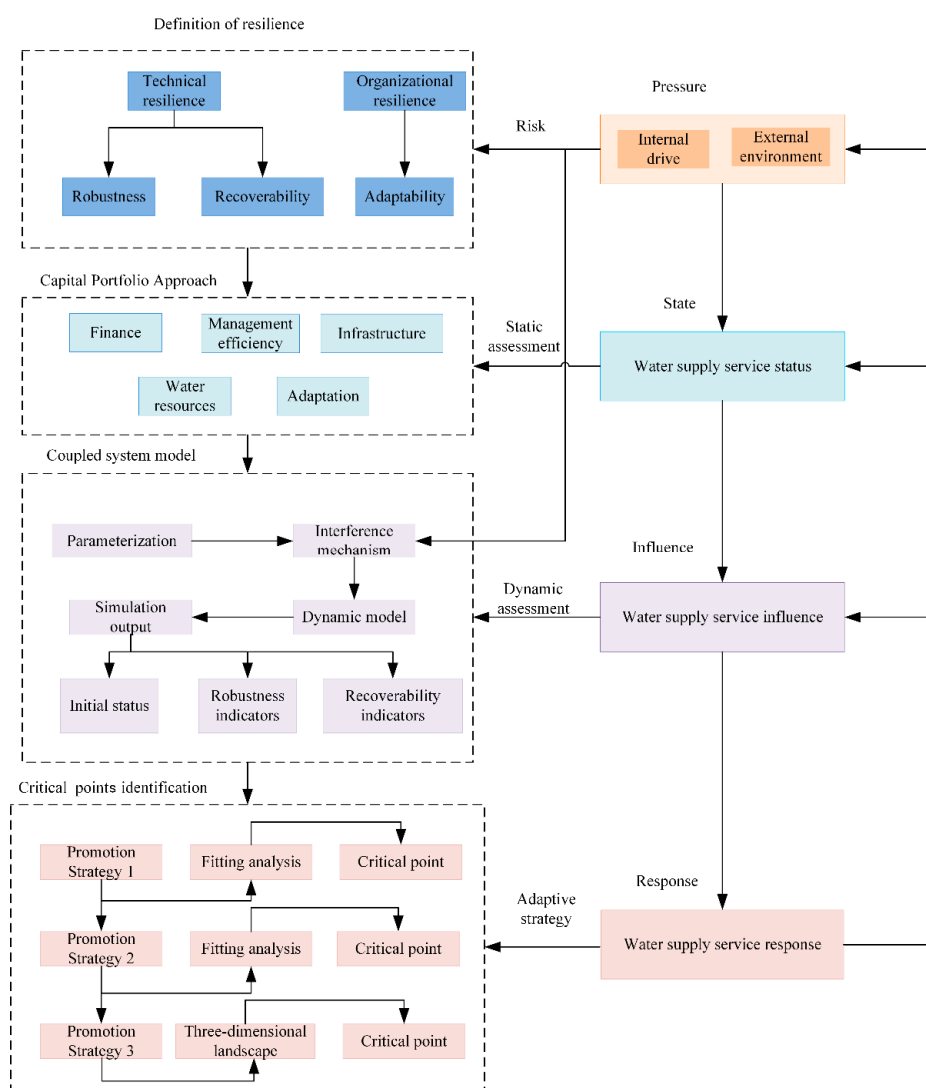 Definition of resilience
Technical
resilience
Organizational
resilience
Robustness
Recoverability
Adaptability
Risk
Pressure
Internal
drive
External
environment
Capital Portfolio Approach
Finance
Management
efficiency
Infrastructure
Water
resources
Adaptation
Static
assessment
State
Water supply service status
Coupled system model
Parameterization
Interference
mechanism
Simulation
output
Dynamic model
Initial status
Robustness
indicators
Recoverability
indicators
Dynamic
assessment
Influence
Water supply service influence
Critical points identification
Promotion
Strategy 1
Fitting analysis
Critical point
Promotion
Strategy 2
Fitting analysis
Critical point
Promotion
Strategy 3
Three-dimensional
landscape
Critical point
Adaptive
strategy
Response
Water supply service response